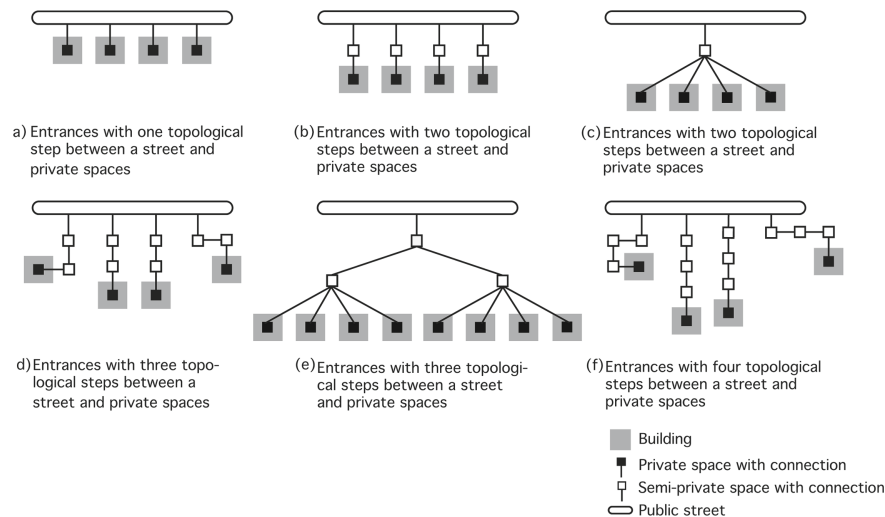 a) Entrances with one topological
step between a street and
private spaces
(b) Entrances with two topological
steps between a street and
private spaces
(c) Entrances with two topological
steps between a street and
private spaces
d) Entrances with three topo-
logical steps between a
street and private spaces
(e) Entrances with three topologi-
cal steps between a street
and private spaces
(f) Entrances with four topological
steps between a street and
private spaces
Building
Private space with connection
Semi-private space with connection
Public street